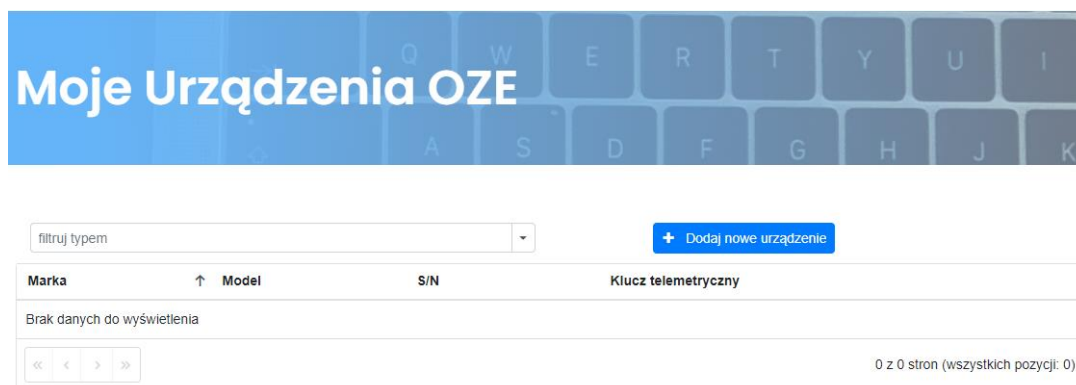 Q W E R T Y U I
Moje Urządzenia OZE
A S D F G H J K
filtruj typem
+ Dodaj nowe urządzenie
Marka ↑ Model S/N Klucz telemetryczny
Brak danych do wyświetlenia
« ‹ › » 0 z 0 stron (wszystkich pozycji: 0)